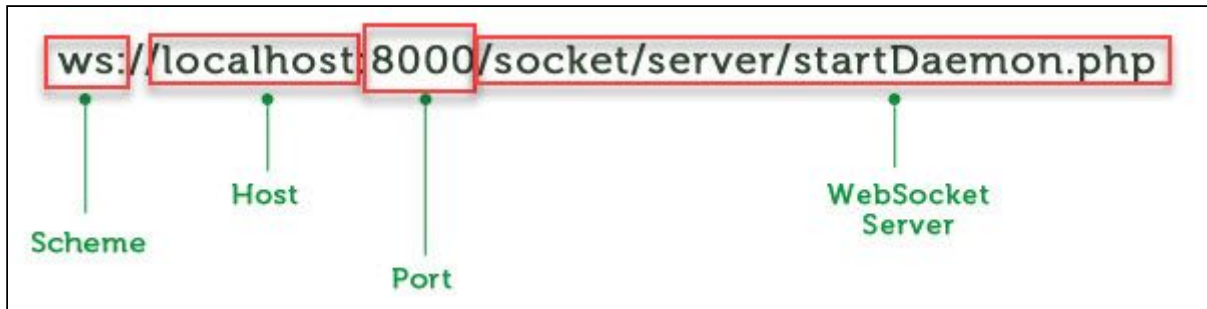 ws://localhost:8000/socket/server/startDaemon.php
Host
WebSocket
Server
Scheme
Port